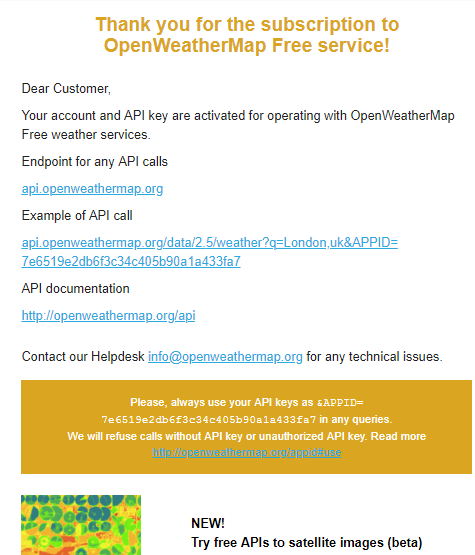 Thank you for the subscription to
OpenWeatherMap Free service!
Dear Customer,
Your account and API key are activated for operating with OpenWeatherMap
Free weather services.
Endpoint for any API calls
api.openweathermap.org
Example of API call
api.openweathermap.org/data/2.5/weather?q=London,uk&APPID=
7e6519e2db6f3c34c405b90a1a433fa7
API documentation
http://openweathermap.org/api
Contact our Helpdesk info@openweathermap.org for any technical issues.
Please, always use your API keys as &APPID=
7e6519e2db6f3c34c405b90a1a433fa7 in any queries.
We will refuse calls without API key or unauthorized API key. Read more
http://openweathermap.org/appid#use
NEW!
Try free APIs to satellite images (beta)